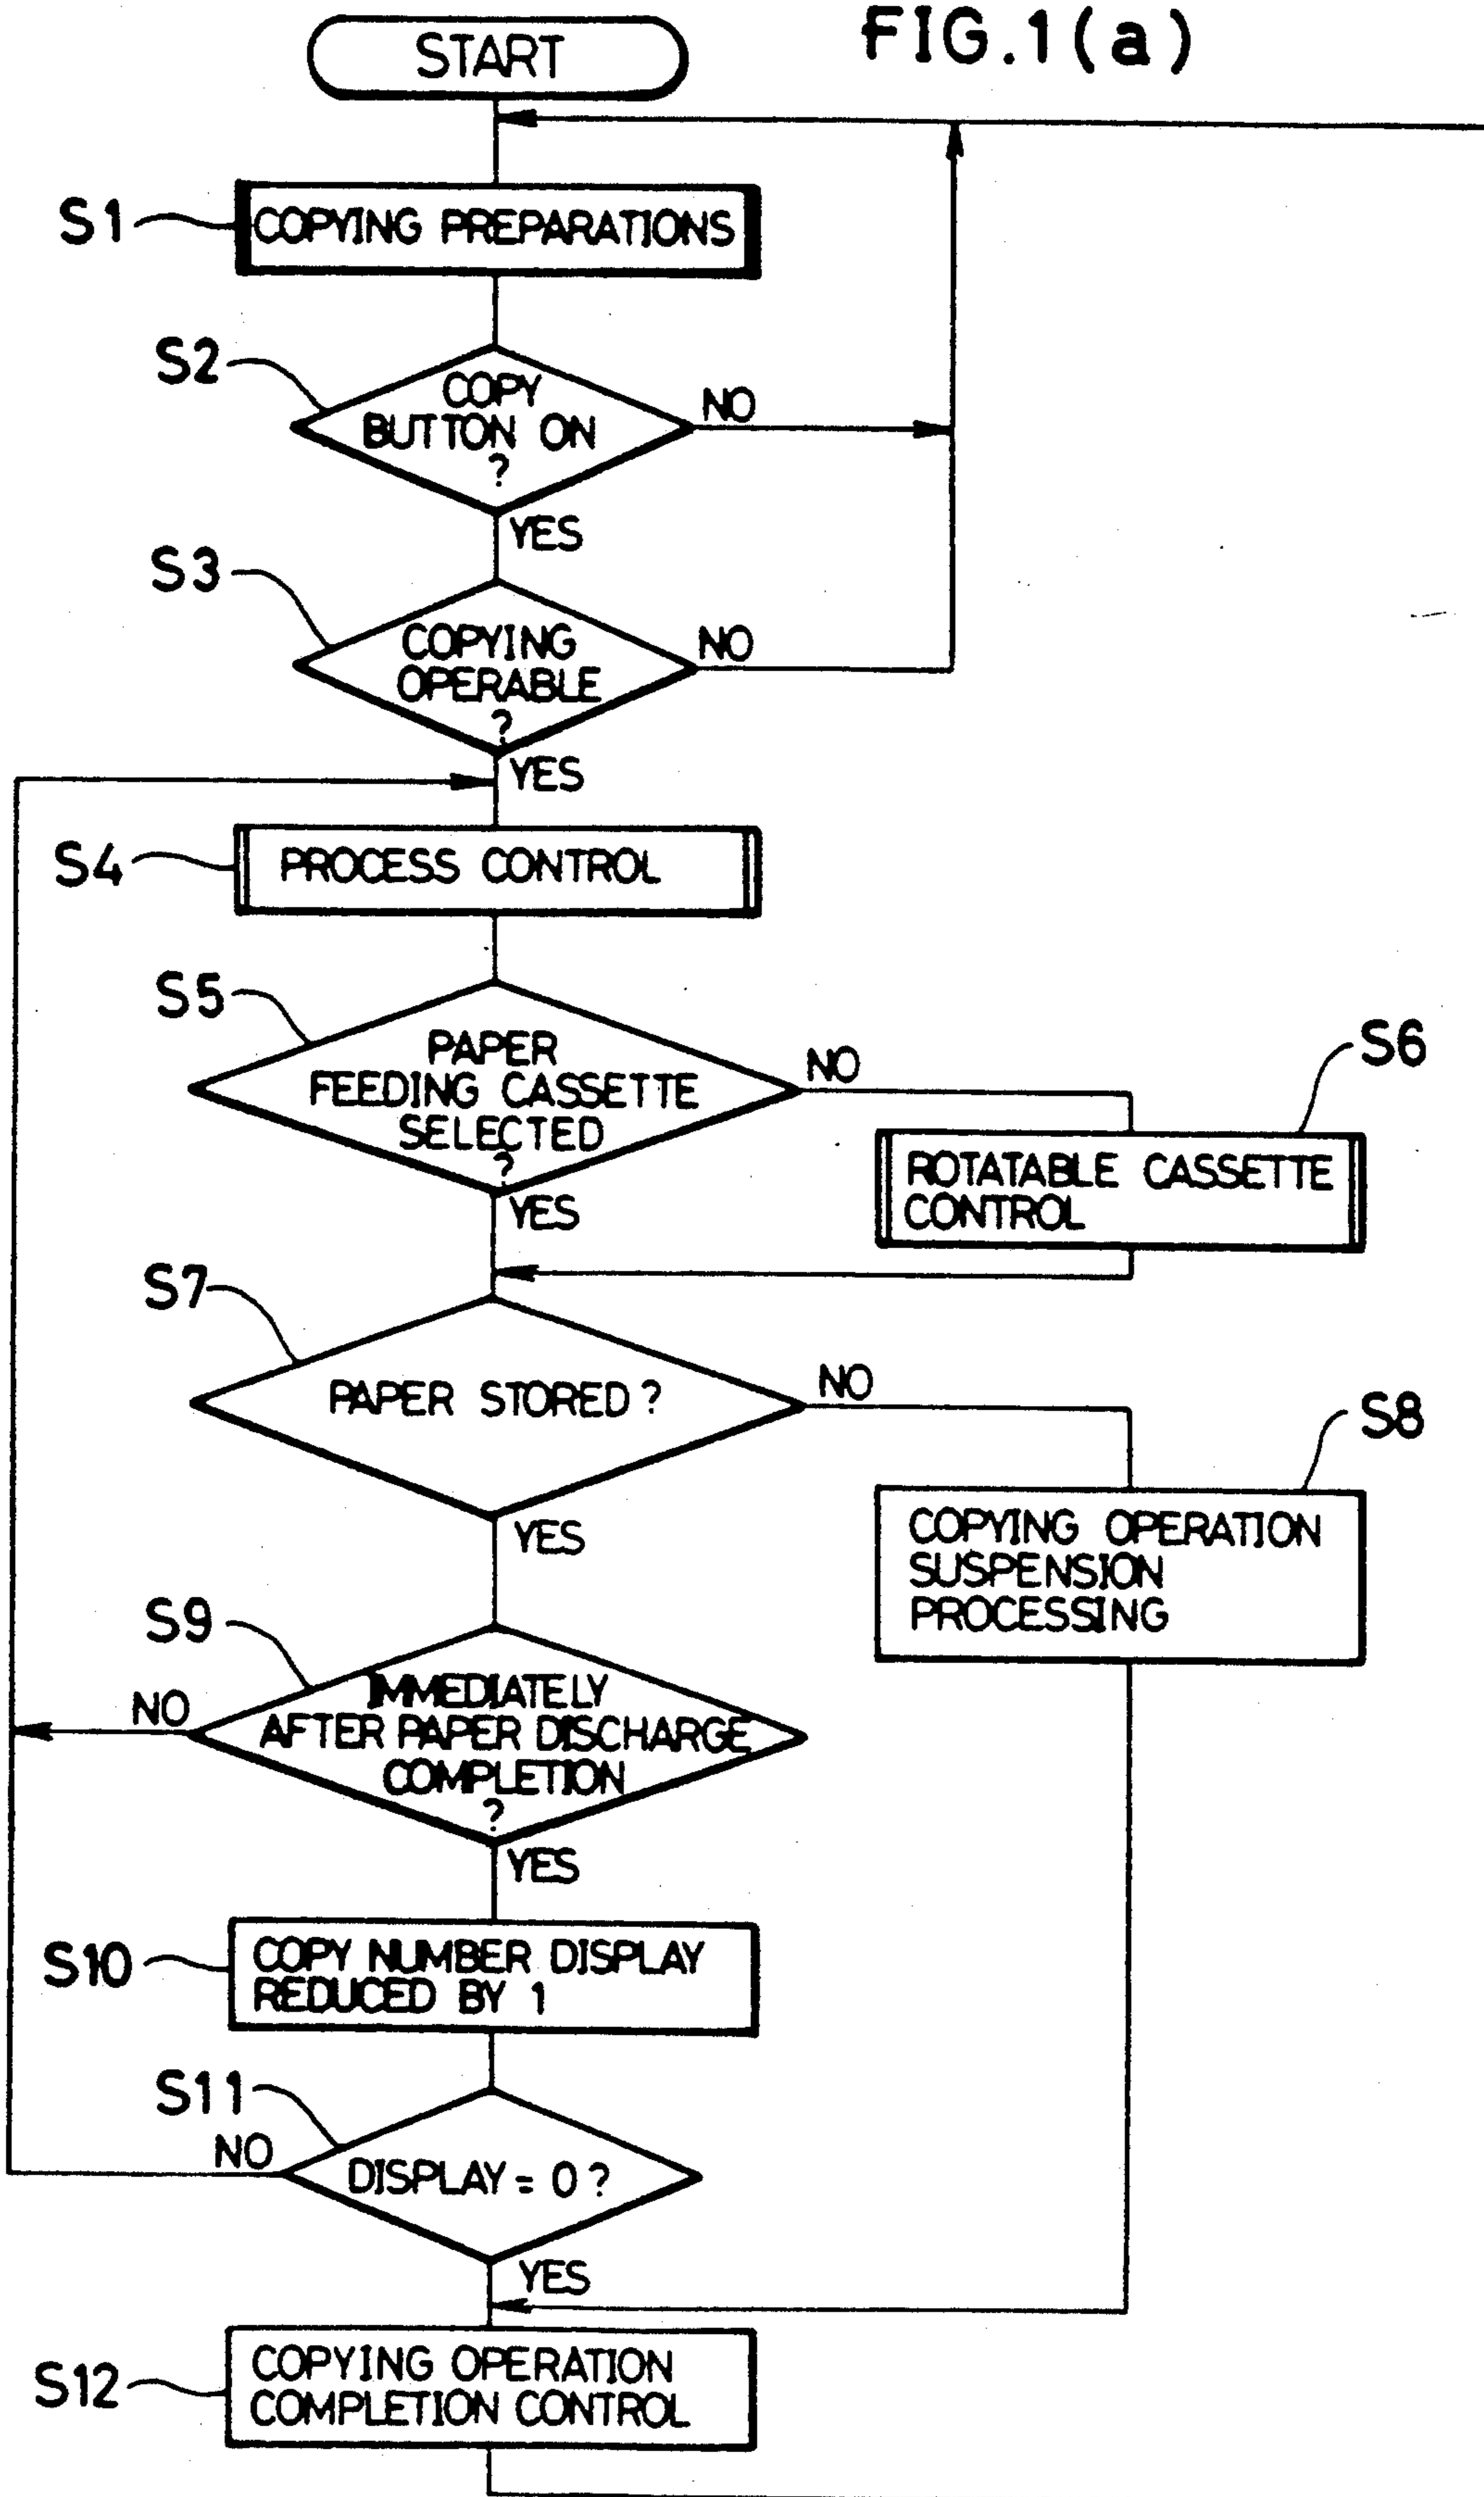 FIG.1(a)
START
S1
COPYING PREPARATIONS
S2
COPY
BUTTON ON
?
NO
YES
S3
COPYING
OPERABLE
?
NO
YES
S4
PROCESS CONTROL
S5
PAPER
FEEDING CASSETTE
SELECTED
?
NO
YES
S6
ROTATABLE CASSETTE
CONTROL
S7
PAPER STORED?
NO
YES
S8
COPYING OPERATION
SUSPENSION
PROCESSING
S9
IMMEDIATELY
AFTER PAPER DISCHARGE
COMPLETION
?
NO
YES
S10
COPY NUMBER DISPLAY
REDUCED BY 1
S11
DISPLAY = 0 ?
NO
YES
S12
COPYING OPERATION
COMPLETION CONTROL